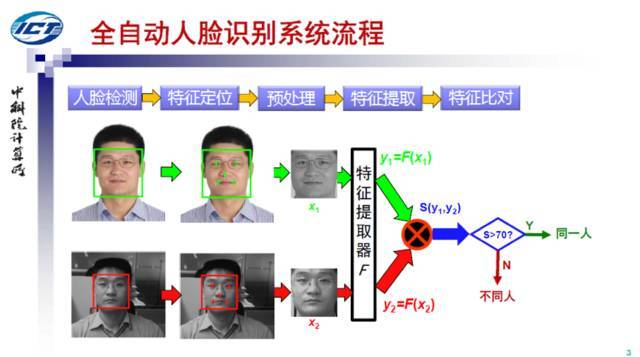 ICT
全自动人脸识别系统流程
中科院计算所
人脸检测
特征定位
预处理
特征提取
特征比对
x1
x2
特征提取器F
y1=F(x1)
S(y1,y2)
y2=F(x2)
S>70?
Y
同一人
N
不同人
3